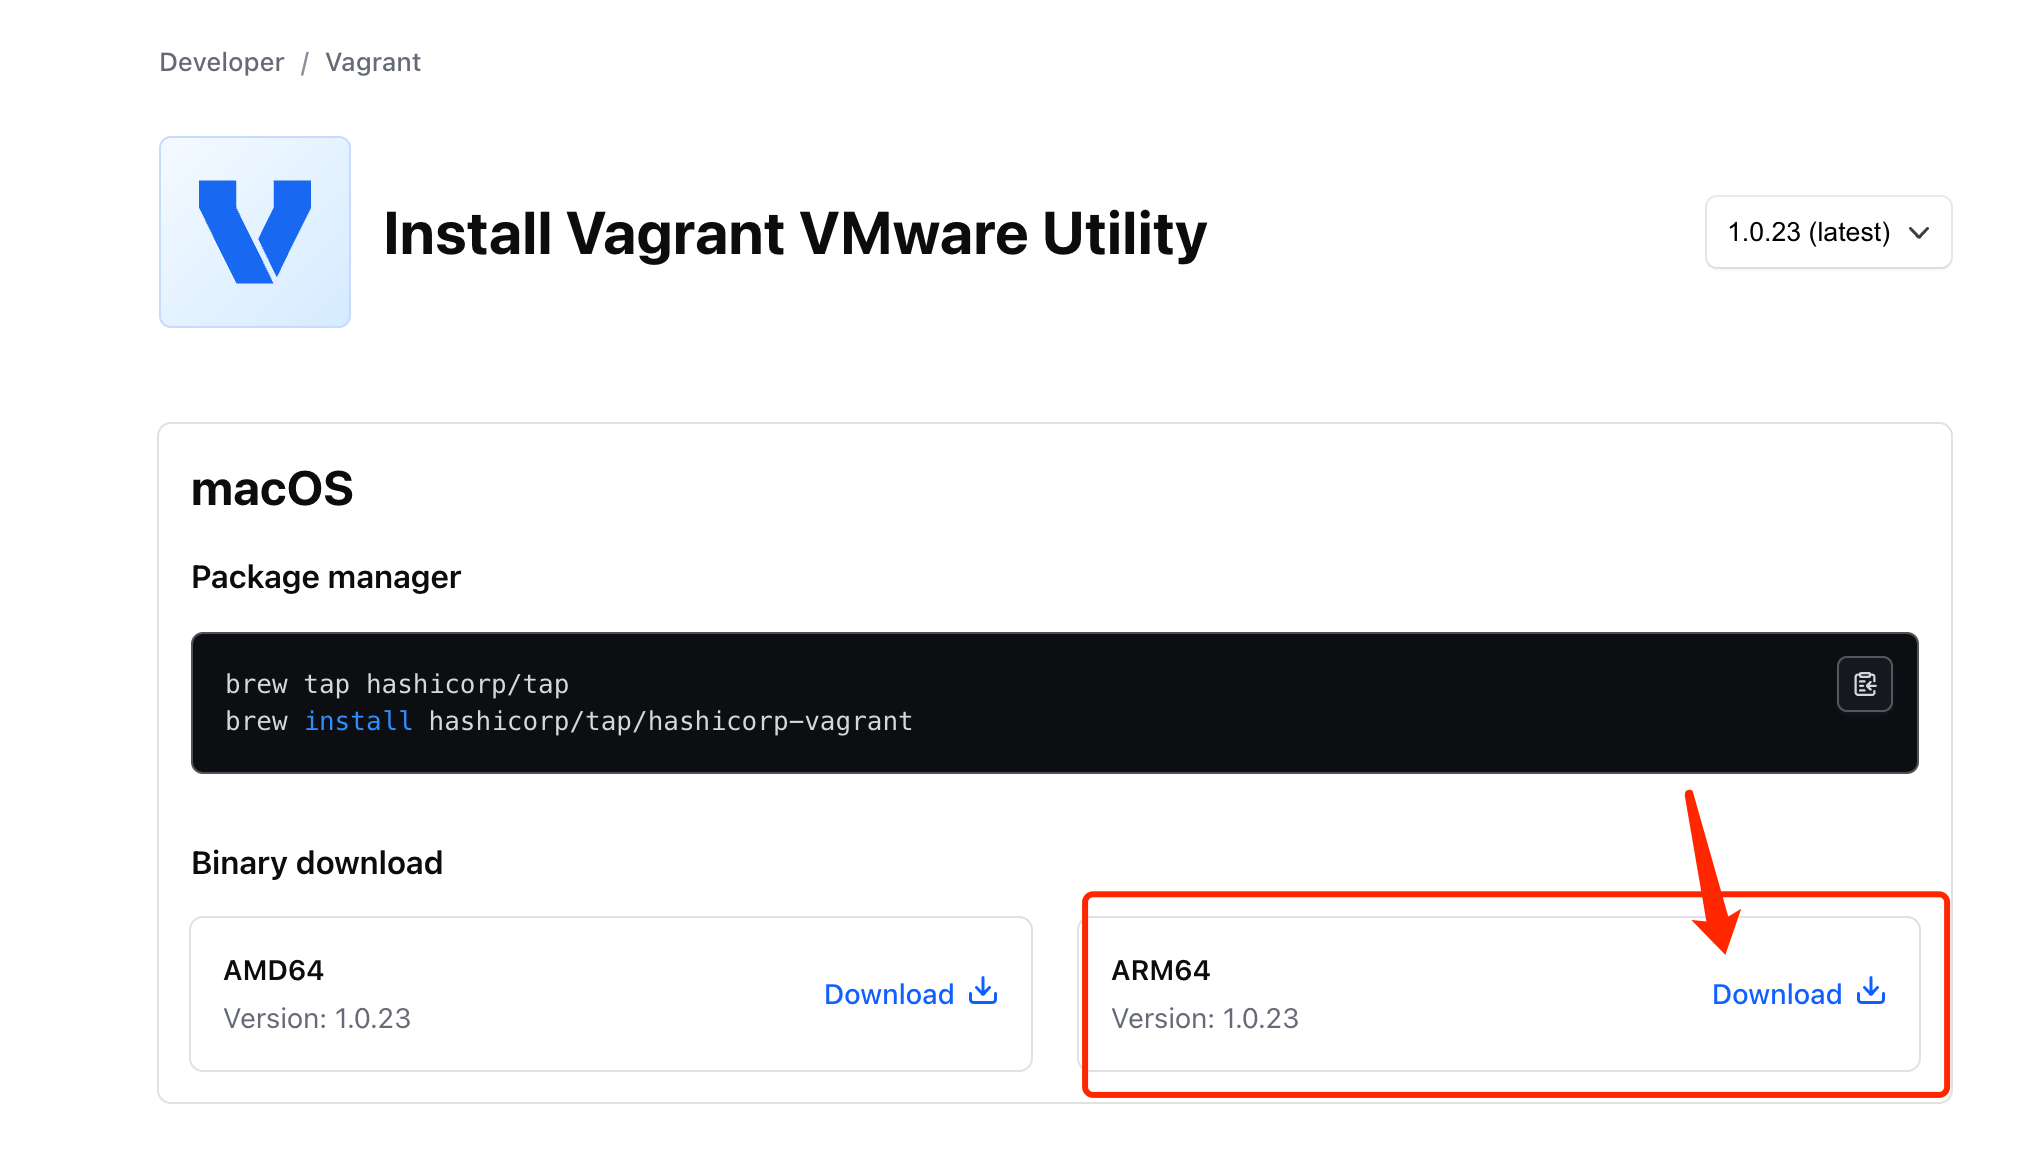 Developer / Vagrant
Install Vagrant VMware Utility
1.0.23 (latest)
macOS
Package manager
brew tap hashicorp/tap
brew install hashicorp/tap/hashicorp-vagrant
Binary download
AMD64
Version: 1.0.23
Download
ARM64
Version: 1.0.23
Download